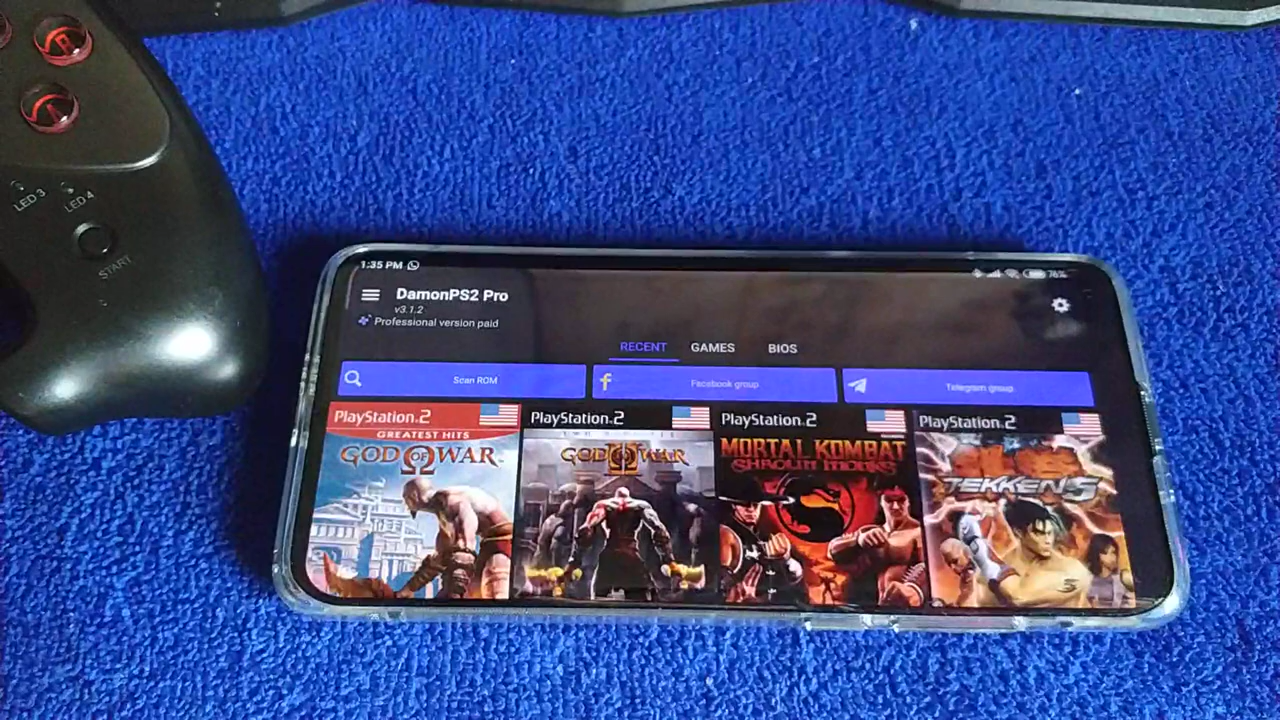 LED 3
LED 4
START
1:35 PM
76%
DamonPS2 Pro
v3.1.2
Professional version paid
RECENT
GAMES
BIOS
Scan ROM
f
Facebook group
Telegram group
PlayStation.2
GREATEST HITS
GOD OF WAR
PlayStation.2
GOD OF WAR
II
PlayStation.2
MORTAL KOMBAT
SHAOLIN MONKS
PlayStation.2
TEKKEN 5